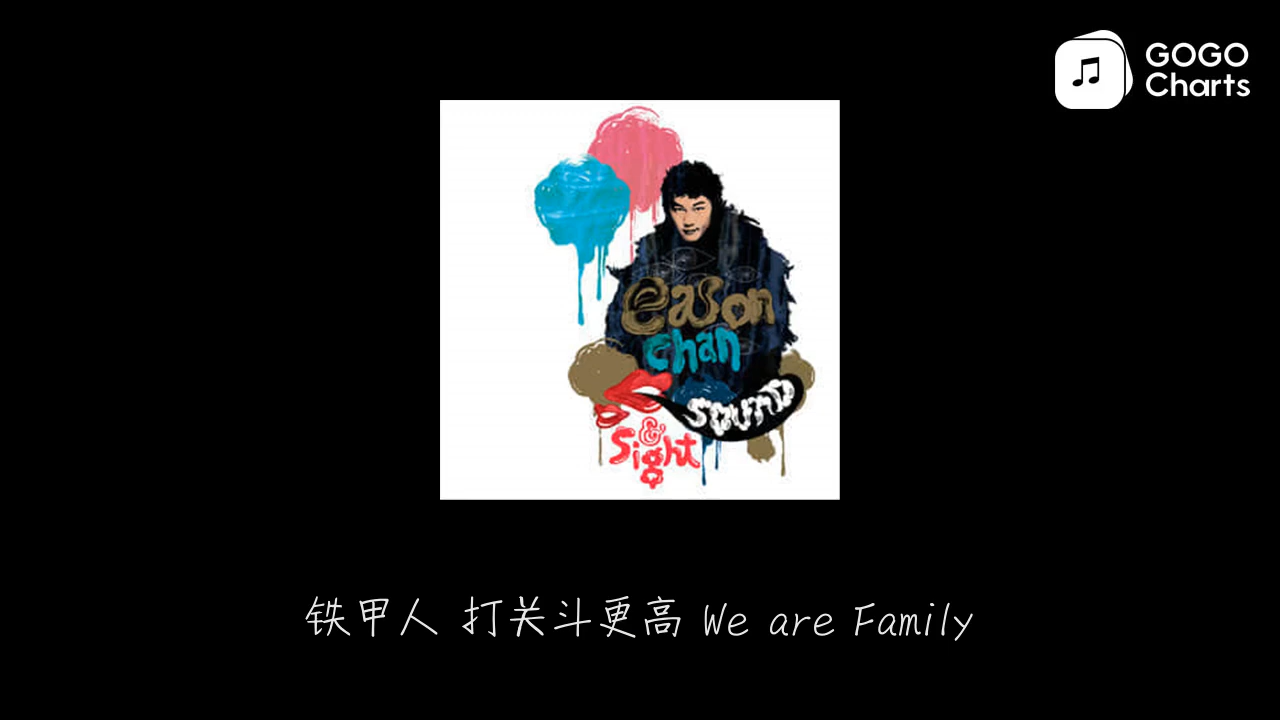 GOGO
Charts
eason
chan
SOUND
&
Sight
铁甲人 打关斗更高 We are Family